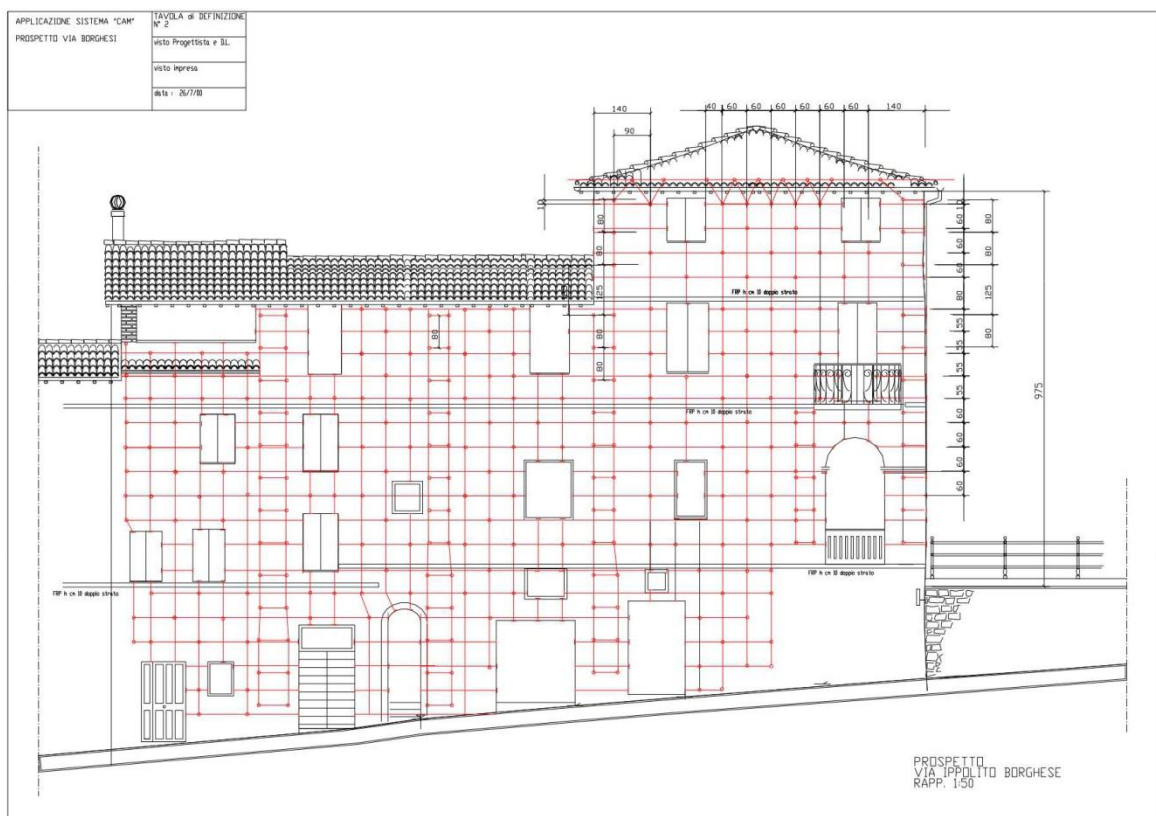 APPLICAZIONE SISTEMA "CAM"
PROSPETTO VIA BORGHESI
TAVOLA di DEFINIZIONE
N° 2
visto Progettista e D.L.
visto Impresa
data : 26/7/00
140
40 60 60 60 60 60 60 140
90
10
80
80
125
80
80
80
10
60
60
60
80
55
55
55
55
60
60
60
60
80
80
125
80
975
FRP h cm 10 doppio strato
FRP h cm 10 doppio strato
FRP h cm 10 doppio strato
FRP h cm 10 doppio strato
PROSPETTO
VIA IPPOLITO BORGHESE
RAPP. 1:50